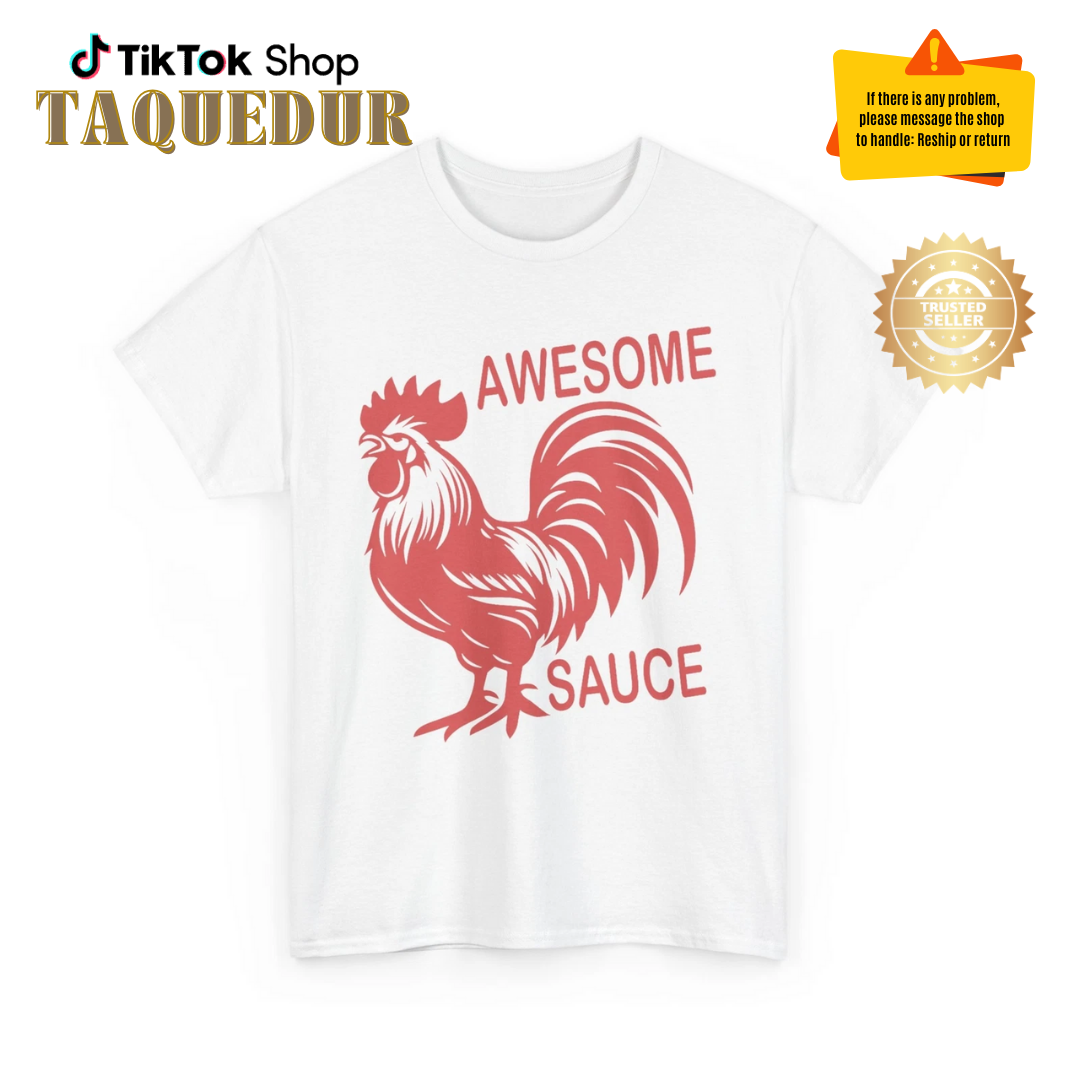 TikTok Shop
TAQUEDUR
If there is any problem,
please message the shop
to handle: Reship or return
TRUSTED
SELLER
AWESOME
SAUCE